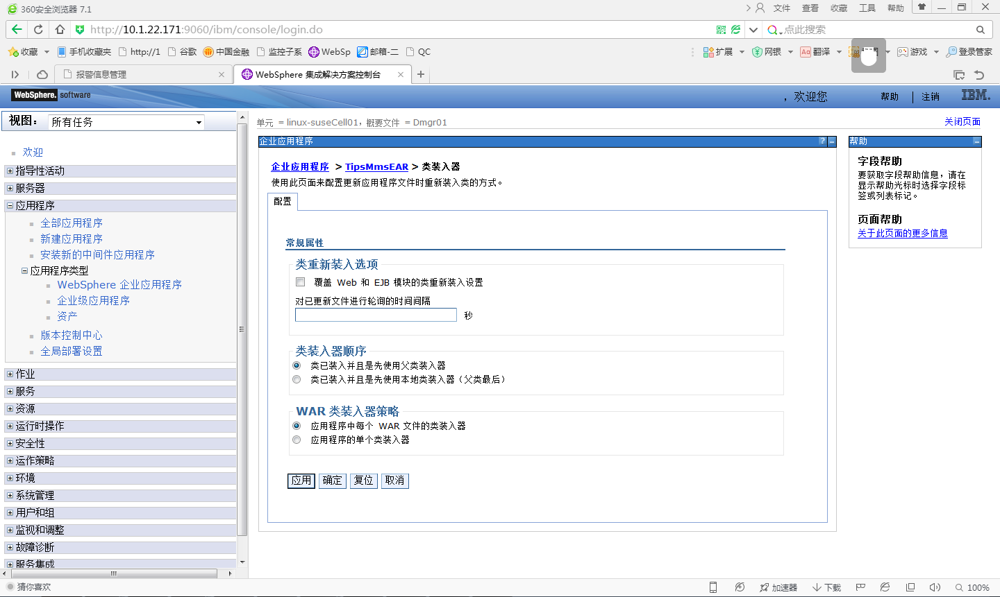 360安全浏览器 7.1
文件 查看 收藏 工具 帮助
http://10.1.22.171:9060/ibm/console/login.do
点此搜索
收藏 手机收藏夹 http://1 谷歌 中国金融 监控子系 WebSp 邮箱-二 QC
扩展 网银 翻译 游戏 登录管家
报警信息管理
WebSphere 集成解决方案控制台
WebSphere. software
，欢迎您 帮助 注销 IBM.
视图： 所有任务
欢迎
指导性活动
服务器
应用程序
全部应用程序
新建应用程序
安装新的中间件应用程序
应用程序类型
WebSphere 企业应用程序
企业级应用程序
资产
版本控制中心
全局部署设置
作业
服务
资源
运行时操作
安全性
运作策略
环境
系统管理
用户和组
监视和调整
故障诊断
服务集成
单元 = linux-suseCell01，概要文件 = Dmgr01
关闭页面
企业应用程序 ?
企业应用程序 > TipsMmsEAR > 类装入器
使用此页面来配置更新应用程序文件时重新装入类的方式。
配置
常规属性
类重新装入选项
覆盖 Web 和 EJB 模块的类重新装入设置
对已更新文件进行轮询的时间间隔
秒
类装入器顺序
类已装入并且是先使用父类装入器
类已装入并且是先使用本地类装入器（父类最后）
WAR 类装入器策略
应用程序中每个 WAR 文件的类装入器
应用程序的单个类装入器
应用 确定 复位 取消
帮助
字段帮助
要获取字段帮助信息，请在
显示帮助光标时选择字段标
签或列表标记。
页面帮助
关于此页面的更多信息
猜你喜欢
加速器 下载 100%